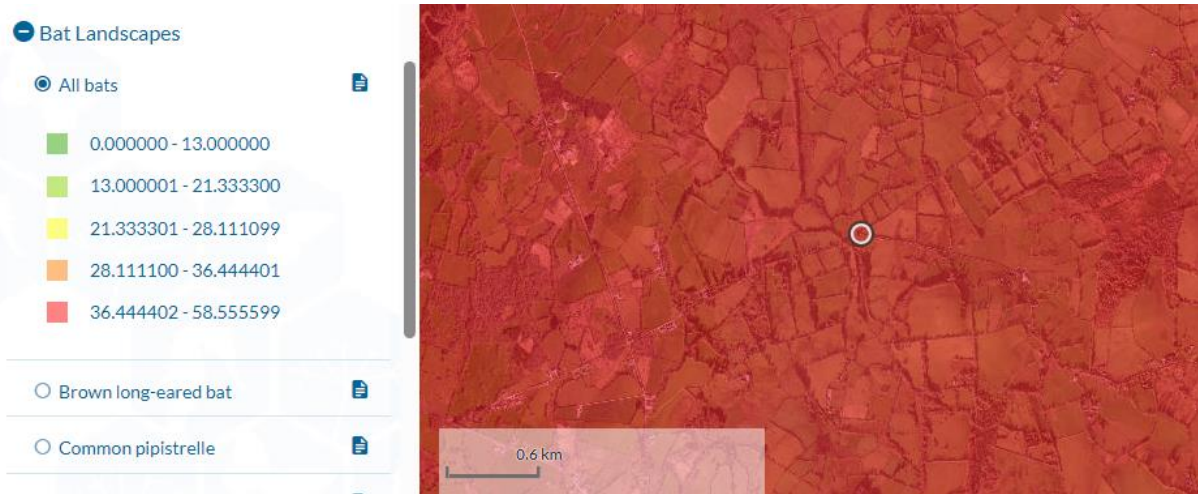 Bat Landscapes
All bats
0.000000 - 13.000000
13.000001 - 21.333300
21.333301 - 28.111099
28.111100 - 36.444401
36.444402 - 58.555599
Brown long-eared bat
Common pipistrelle
0.6 km